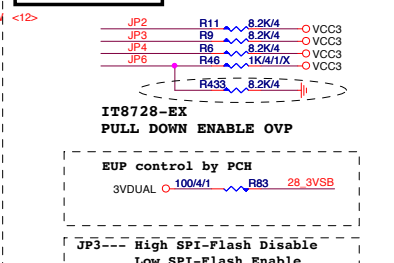 <12>
JP2 R11 8.2K/4 VCC3
JP3 R9 8.2K/4 VCC3
JP4 R6 8.2K/4 VCC3
JP6 R46 1K/4/1/X VCC3
R433 8.2K/4
IT8728-EX
PULL DOWN ENABLE OVP
EUP control by PCH
3VDUAL 100/4/1 R83 28_3VSB
JP3--- High SPI-Flash Disable
Low SPI-Flash Enable